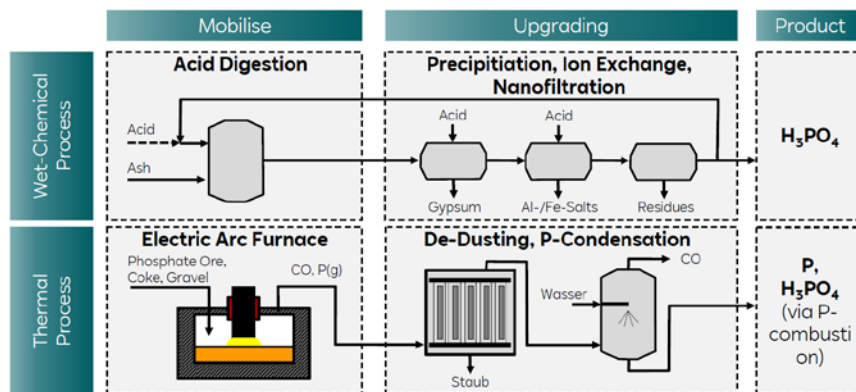 Mobilise
Upgrading
Product
Wet-Chemical
Process
Acid Digestion
Acid
Ash
Precipitiation, Ion Exchange,
Nanofiltration
Acid
Acid
Gypsum
Al-/Fe-Salts
Residues
H₃PO₄
Thermal
Process
Electric Arc Furnace
Phosphate Ore,
Coke, Gravel
CO, P(g)
De-Dusting, P-Condensation
CO
Wasser
Staub
P,
H₃PO₄
(via P-
combusti
on)